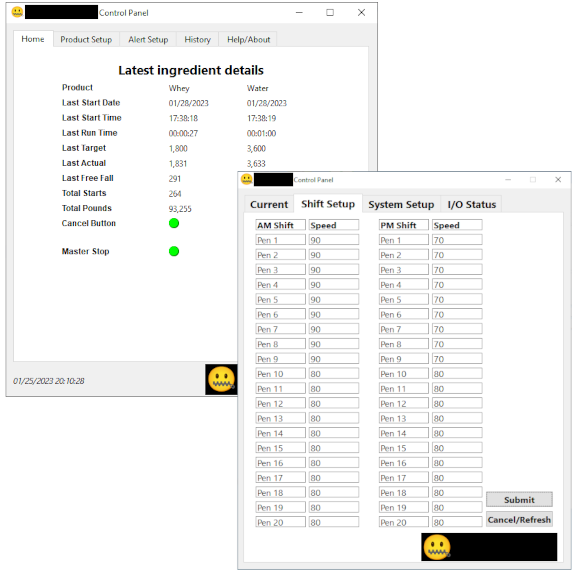 Control Panel
Home Product Setup Alert Setup History Help/About
Latest ingredient details
Product Whey Water
Last Start Date 01/28/2023 01/28/2023
Last Start Time 17:38:18 17:38:19
Last Run Time 00:00:27 00:01:00
Last Target 1,800 3,600
Last Actual 1,831 3,633
Last Free Fall 291
Total Starts 264
Total Pounds 93,255
Cancel Button
Master Stop
01/25/2023 20:10:28
Control Panel
Current Shift Setup System Setup I/O Status
AM Shift Speed PM Shift Speed
Pen 1 90 Pen 1 70
Pen 2 90 Pen 2 70
Pen 3 90 Pen 3 70
Pen 4 90 Pen 4 70
Pen 5 90 Pen 5 70
Pen 6 90 Pen 6 70
Pen 7 90 Pen 7 70
Pen 8 90 Pen 8 70
Pen 9 90 Pen 9 70
Pen 10 80 Pen 10 80
Pen 11 80 Pen 11 80
Pen 12 80 Pen 12 80
Pen 13 80 Pen 13 80
Pen 14 80 Pen 14 80
Pen 15 80 Pen 15 80
Pen 16 80 Pen 16 80
Pen 17 80 Pen 17 80
Pen 18 80 Pen 18 80
Pen 19 80 Pen 19 80
Pen 20 80 Pen 20 80
Submit
Cancel/Refresh